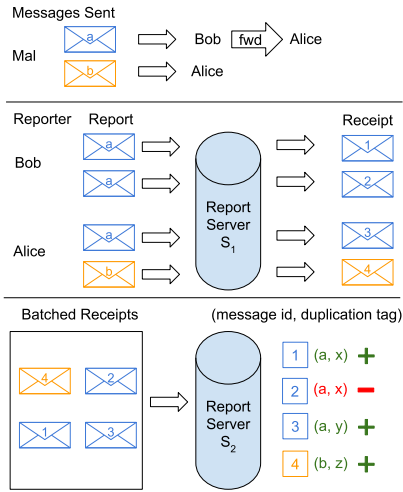 Messages Sent
Mal
a
Bob
fwd
Alice
b
Alice
Reporter
Report
Receipt
Bob
a
1
a
2
Report
Server
S1
Alice
a
3
b
4
Batched Receipts
(message id, duplication tag)
4
2
1
3
Report
Server
S2
1 (a, x) +
2 (a, x) −
3 (a, y) +
4 (b, z) +